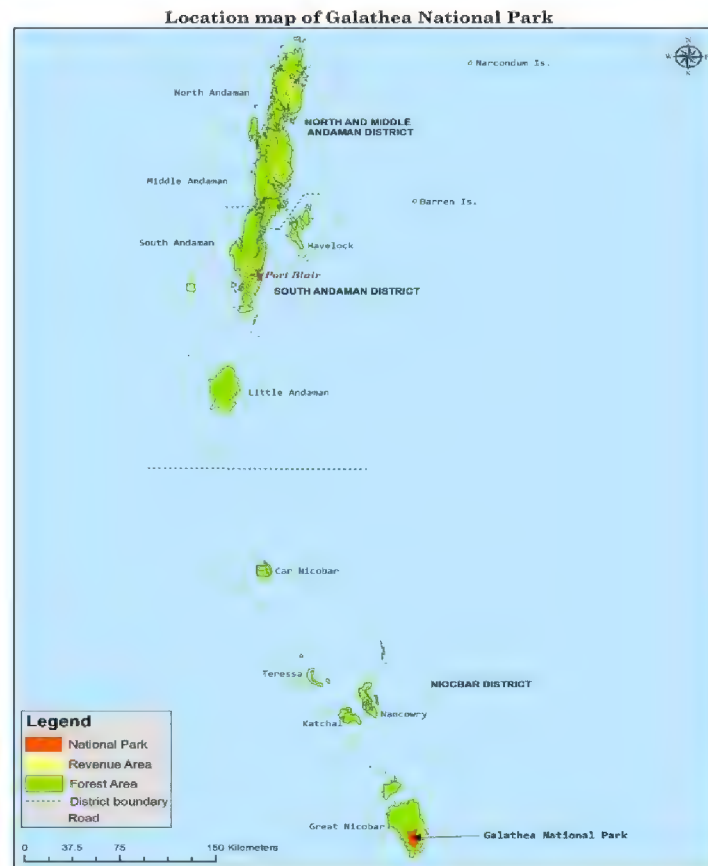 Location map of Galathea National Park
Narcondum Is.
North Andaman
NORTH AND MIDDLE
ANDAMAN DISTRICT
Middle Andaman
Barren Is.
South Andaman
Havelock
Port Blair
SOUTH ANDAMAN DISTRICT
Little Andaman
Car Nicobar
Teressa
NIOCBAR DISTRICT
Nancowry
Katchal
Legend
National Park
Revenue Area
Forest Area
District boundary
Road
Great Nicobar
Galathea National Park
0 37.5 75 150 Kilometers